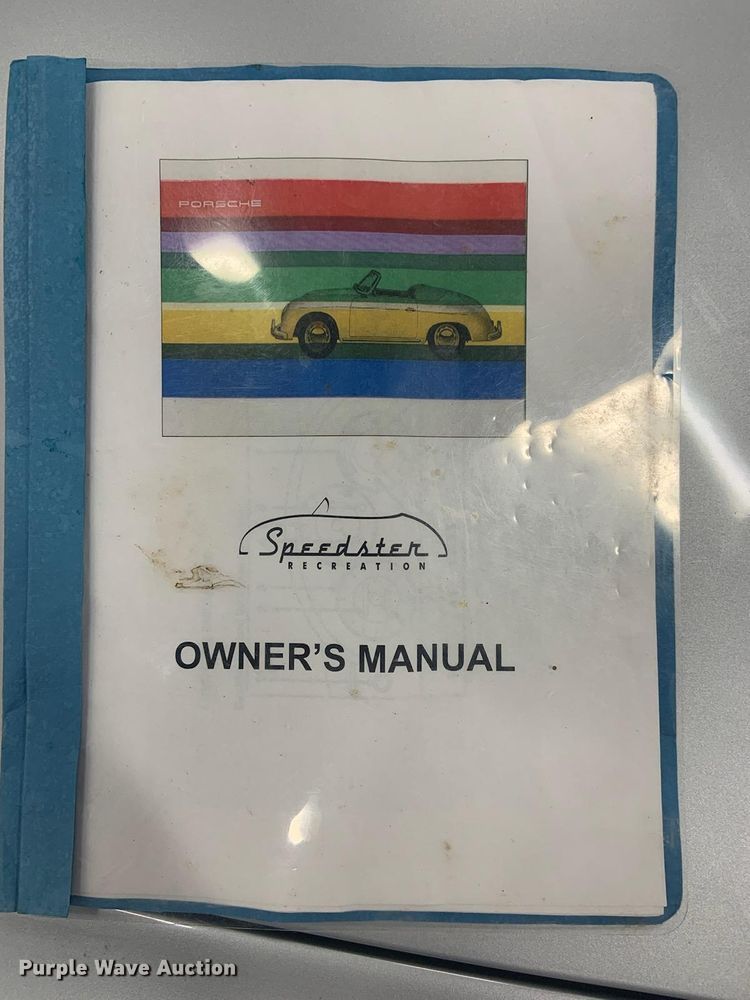 PORSCHE
Speedster
RECREATION
OWNER'S MANUAL
Purple Wave Auction